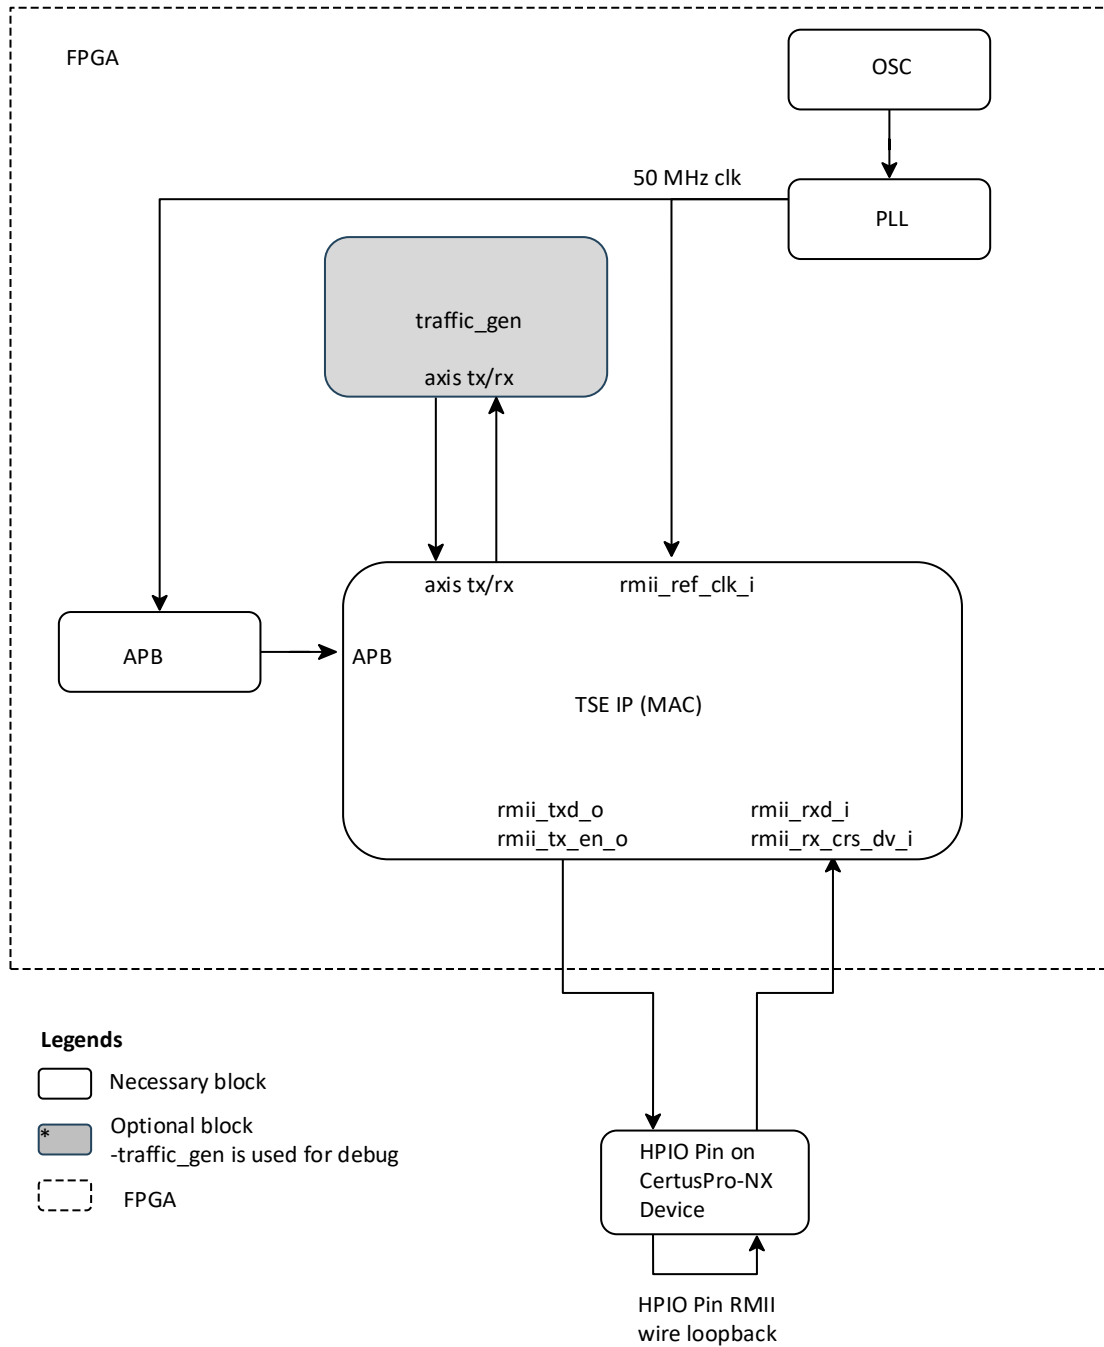 FPGA
OSC
50 MHz clk
PLL
traffic_gen
axis tx/rx
axis tx/rx
rmii_ref_clk_i
APB
APB
TSE IP (MAC)
rmii_txd_o
rmii_tx_en_o
rmii_rxd_i
rmii_rx_crs_dv_i
Legends
Necessary block
*
Optional block
-traffic_gen is used for debug
FPGA
HPIO Pin on
CertusPro-NX
Device
HPIO Pin RMII
wire loopback